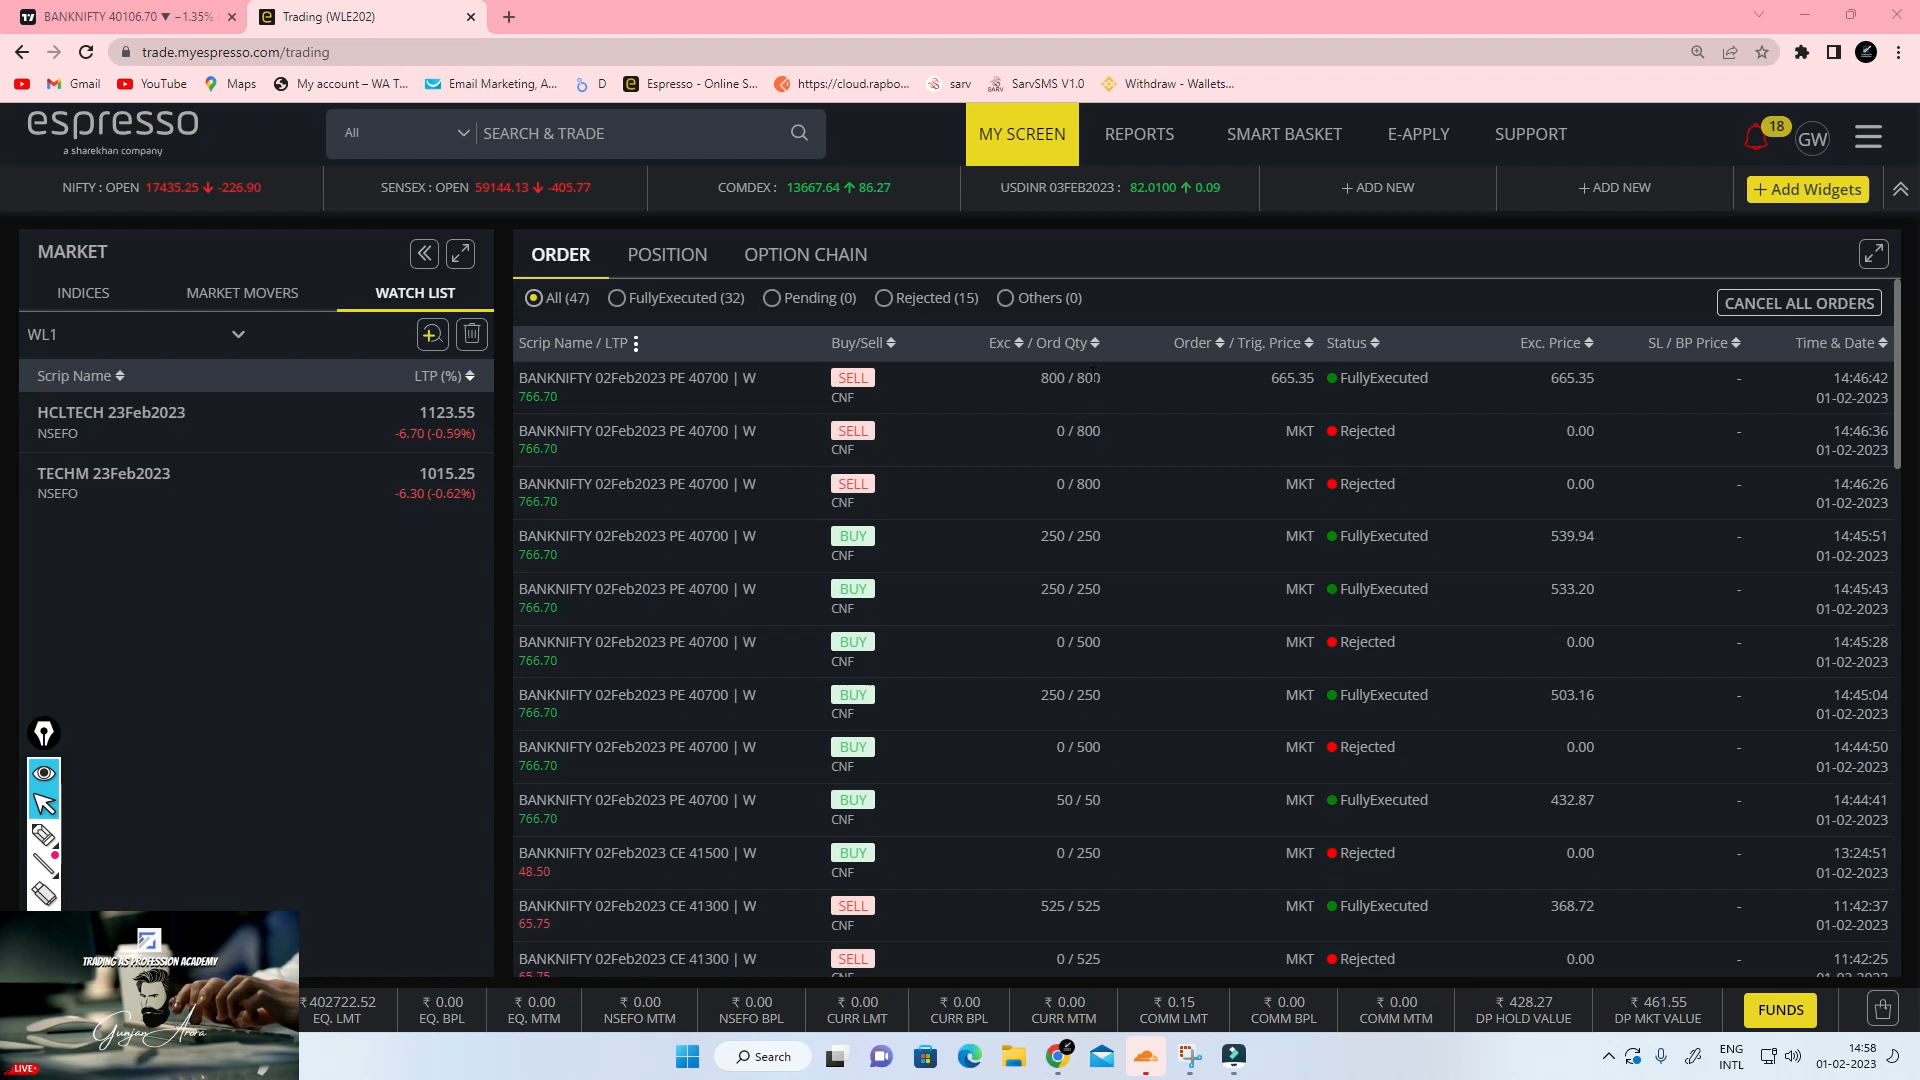 BANKNIFTY 40106.70 ▼ −1.35%
Trading (WLE202)
trade.myespresso.com/trading
Gmail
YouTube
Maps
My account – WA T...
Email Marketing, A...
D
Espresso - Online S...
https://cloud.rapbo...
sarv
SarvSMS V1.0
Withdraw - Wallets...
espresso
a sharekhan company
All
SEARCH & TRADE
MY SCREEN
REPORTS
SMART BASKET
E-APPLY
SUPPORT
18
GW
NIFTY : OPEN 17435.25 ↓ -226.90
SENSEX : OPEN 59144.13 ↓ -405.77
COMDEX : 13667.64 ↑ 86.27
USDINR 03FEB2023 : 82.0100 ↑ 0.09
+ ADD NEW
+ ADD NEW
+ Add Widgets
MARKET
INDICES
MARKET MOVERS
WATCH LIST
WL1
Scrip Name
LTP (%)
HCLTECH 23Feb2023 1123.55
NSEFO -6.70 (-0.59%)
TECHM 23Feb2023 1015.25
NSEFO -6.30 (-0.62%)
ORDER
POSITION
OPTION CHAIN
All (47)
FullyExecuted (32)
Pending (0)
Rejected (15)
Others (0)
CANCEL ALL ORDERS
Scrip Name / LTP Buy/Sell Exc / Ord Qty Order / Trig. Price Status Exc. Price SL / BP Price Time & Date
BANKNIFTY 02Feb2023 PE 40700 | W SELL 800 / 800 665.35 FullyExecuted 665.35 - 14:46:42
766.70 CNF 01-02-2023
BANKNIFTY 02Feb2023 PE 40700 | W SELL 0 / 800 MKT Rejected 0.00 - 14:46:36
766.70 CNF 01-02-2023
BANKNIFTY 02Feb2023 PE 40700 | W SELL 0 / 800 MKT Rejected 0.00 - 14:46:26
766.70 CNF 01-02-2023
BANKNIFTY 02Feb2023 PE 40700 | W BUY 250 / 250 MKT FullyExecuted 539.94 - 14:45:51
766.70 CNF 01-02-2023
BANKNIFTY 02Feb2023 PE 40700 | W BUY 250 / 250 MKT FullyExecuted 533.20 - 14:45:43
766.70 CNF 01-02-2023
BANKNIFTY 02Feb2023 PE 40700 | W BUY 0 / 500 MKT Rejected 0.00 - 14:45:28
766.70 CNF 01-02-2023
BANKNIFTY 02Feb2023 PE 40700 | W BUY 250 / 250 MKT FullyExecuted 503.16 - 14:45:04
766.70 CNF 01-02-2023
BANKNIFTY 02Feb2023 PE 40700 | W BUY 0 / 500 MKT Rejected 0.00 - 14:44:50
766.70 CNF 01-02-2023
BANKNIFTY 02Feb2023 PE 40700 | W BUY 50 / 50 MKT FullyExecuted 432.87 - 14:44:41
766.70 CNF 01-02-2023
BANKNIFTY 02Feb2023 CE 41500 | W BUY 0 / 250 MKT Rejected 0.00 - 13:24:51
48.50 CNF 01-02-2023
BANKNIFTY 02Feb2023 CE 41300 | W SELL 525 / 525 MKT FullyExecuted 368.72 - 11:42:37
65.75 CNF 01-02-2023
BANKNIFTY 02Feb2023 CE 41300 | W SELL 0 / 525 MKT Rejected 0.00 - 11:42:25
TRADING AS PROFESSION ACADEMY
Gunjan Arora
LIVE
₹ 402722.52 ₹ 0.00 ₹ 0.00 ₹ 0.00 ₹ 0.00 ₹ 0.00 ₹ 0.00 ₹ 0.00 ₹ 0.15 ₹ 0.00 ₹ 0.00 ₹ 428.27 ₹ 461.55
EQ. LMT EQ. BPL EQ. MTM NSEFO MTM NSEFO BPL CURR LMT CURR BPL CURR MTM COMM LMT COMM BPL COMM MTM DP HOLD VALUE DP MKT VALUE
FUNDS
Search
ENG
INTL
14:58
01-02-2023